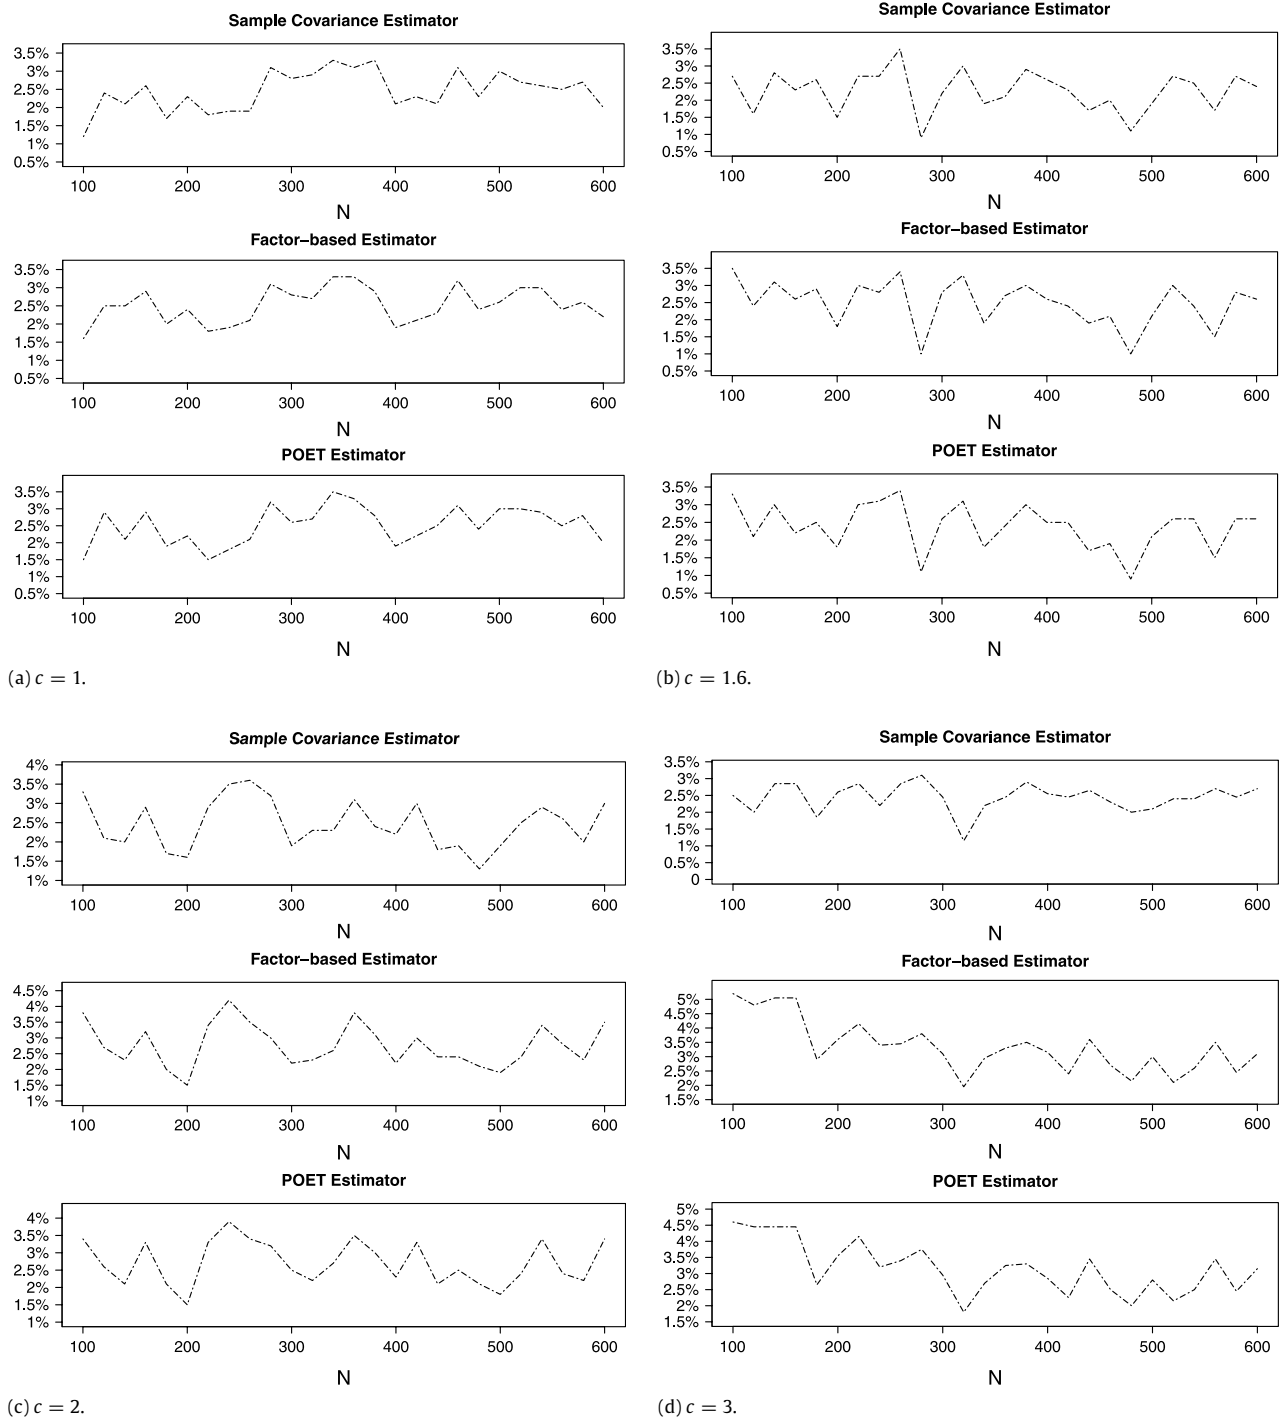 Sample Covariance Estimator
3.5%
3%
2.5%
2%
1.5%
1%
0.5%
100 200 300 400 500 600
N
Factor–based Estimator
3.5%
3%
2.5%
2%
1.5%
1%
0.5%
100 200 300 400 500 600
N
POET Estimator
3.5%
3%
2.5%
2%
1.5%
1%
0.5%
100 200 300 400 500 600
N
(a) c = 1.
Sample Covariance Estimator
3.5%
3%
2.5%
2%
1.5%
1%
0.5%
100 200 300 400 500 600
N
Factor–based Estimator
3.5%
3%
2.5%
2%
1.5%
1%
0.5%
100 200 300 400 500 600
N
POET Estimator
3.5%
3%
2.5%
2%
1.5%
1%
0.5%
100 200 300 400 500 600
N
(b) c = 1.6.
Sample Covariance Estimator
4%
3.5%
3%
2.5%
2%
1.5%
1%
100 200 300 400 500 600
N
Factor–based Estimator
4.5%
4%
3.5%
3%
2.5%
2%
1.5%
1%
100 200 300 400 500 600
N
POET Estimator
4%
3.5%
3%
2.5%
2%
1.5%
1%
100 200 300 400 500 600
N
(c) c = 2.
Sample Covariance Estimator
3.5%
3%
2.5%
2%
1.5%
1%
0.5%
0
100 200 300 400 500 600
N
Factor–based Estimator
5%
4.5%
4%
3.5%
3%
2.5%
2%
1.5%
100 200 300 400 500 600
N
POET Estimator
5%
4.5%
4%
3.5%
3%
2.5%
2%
1.5%
100 200 300 400 500 600
N
(d) c = 3.